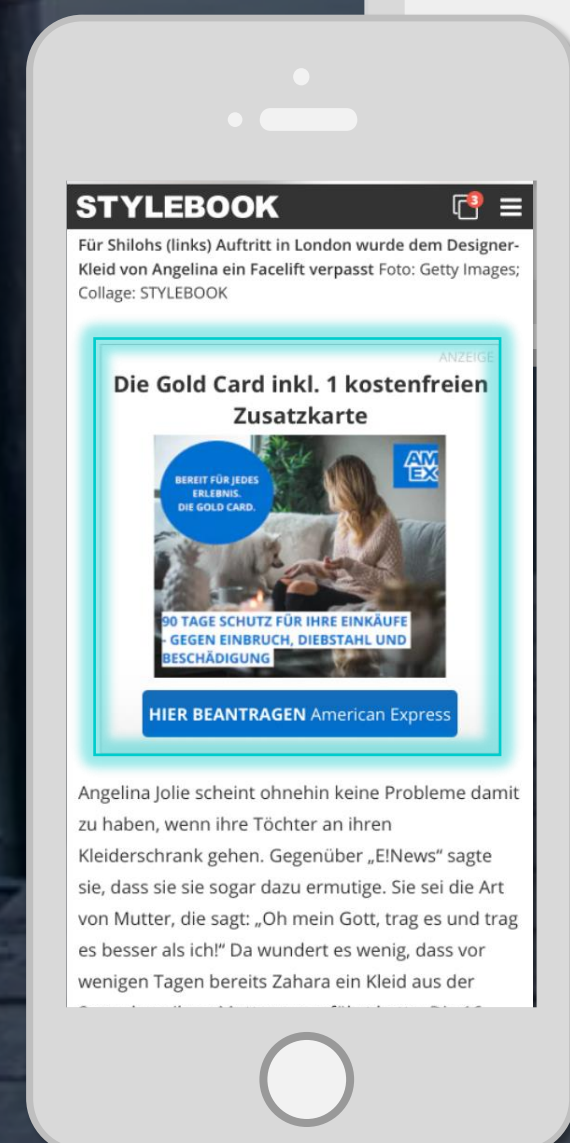 STYLEBOOK
3
Für Shilohs (links) Auftritt in London wurde dem Designer-
Kleid von Angelina ein Facelift verpasst Foto: Getty Images;
Collage: STYLEBOOK
ANZEIGE
Die Gold Card inkl. 1 kostenfreien
Zusatzkarte
BEREIT FÜR JEDES
ERLEBNIS.
DIE GOLD CARD.
AM
EX
90 TAGE SCHUTZ FÜR IHRE EINKÄUFE
- GEGEN EINBRUCH, DIEBSTAHL UND
BESCHÄDIGUNG
HIER BEANTRAGEN American Express
Angelina Jolie scheint ohnehin keine Probleme damit
zu haben, wenn ihre Töchter an ihren
Kleiderschrank gehen. Gegenüber „E!News“ sagte
sie, dass sie sie sogar dazu ermutige. Sie sei die Art
von Mutter, die sagt: „Oh mein Gott, trag es und trag
es besser als ich!“ Da wundert es wenig, dass vor
wenigen Tagen bereits Zahara ein Kleid aus der